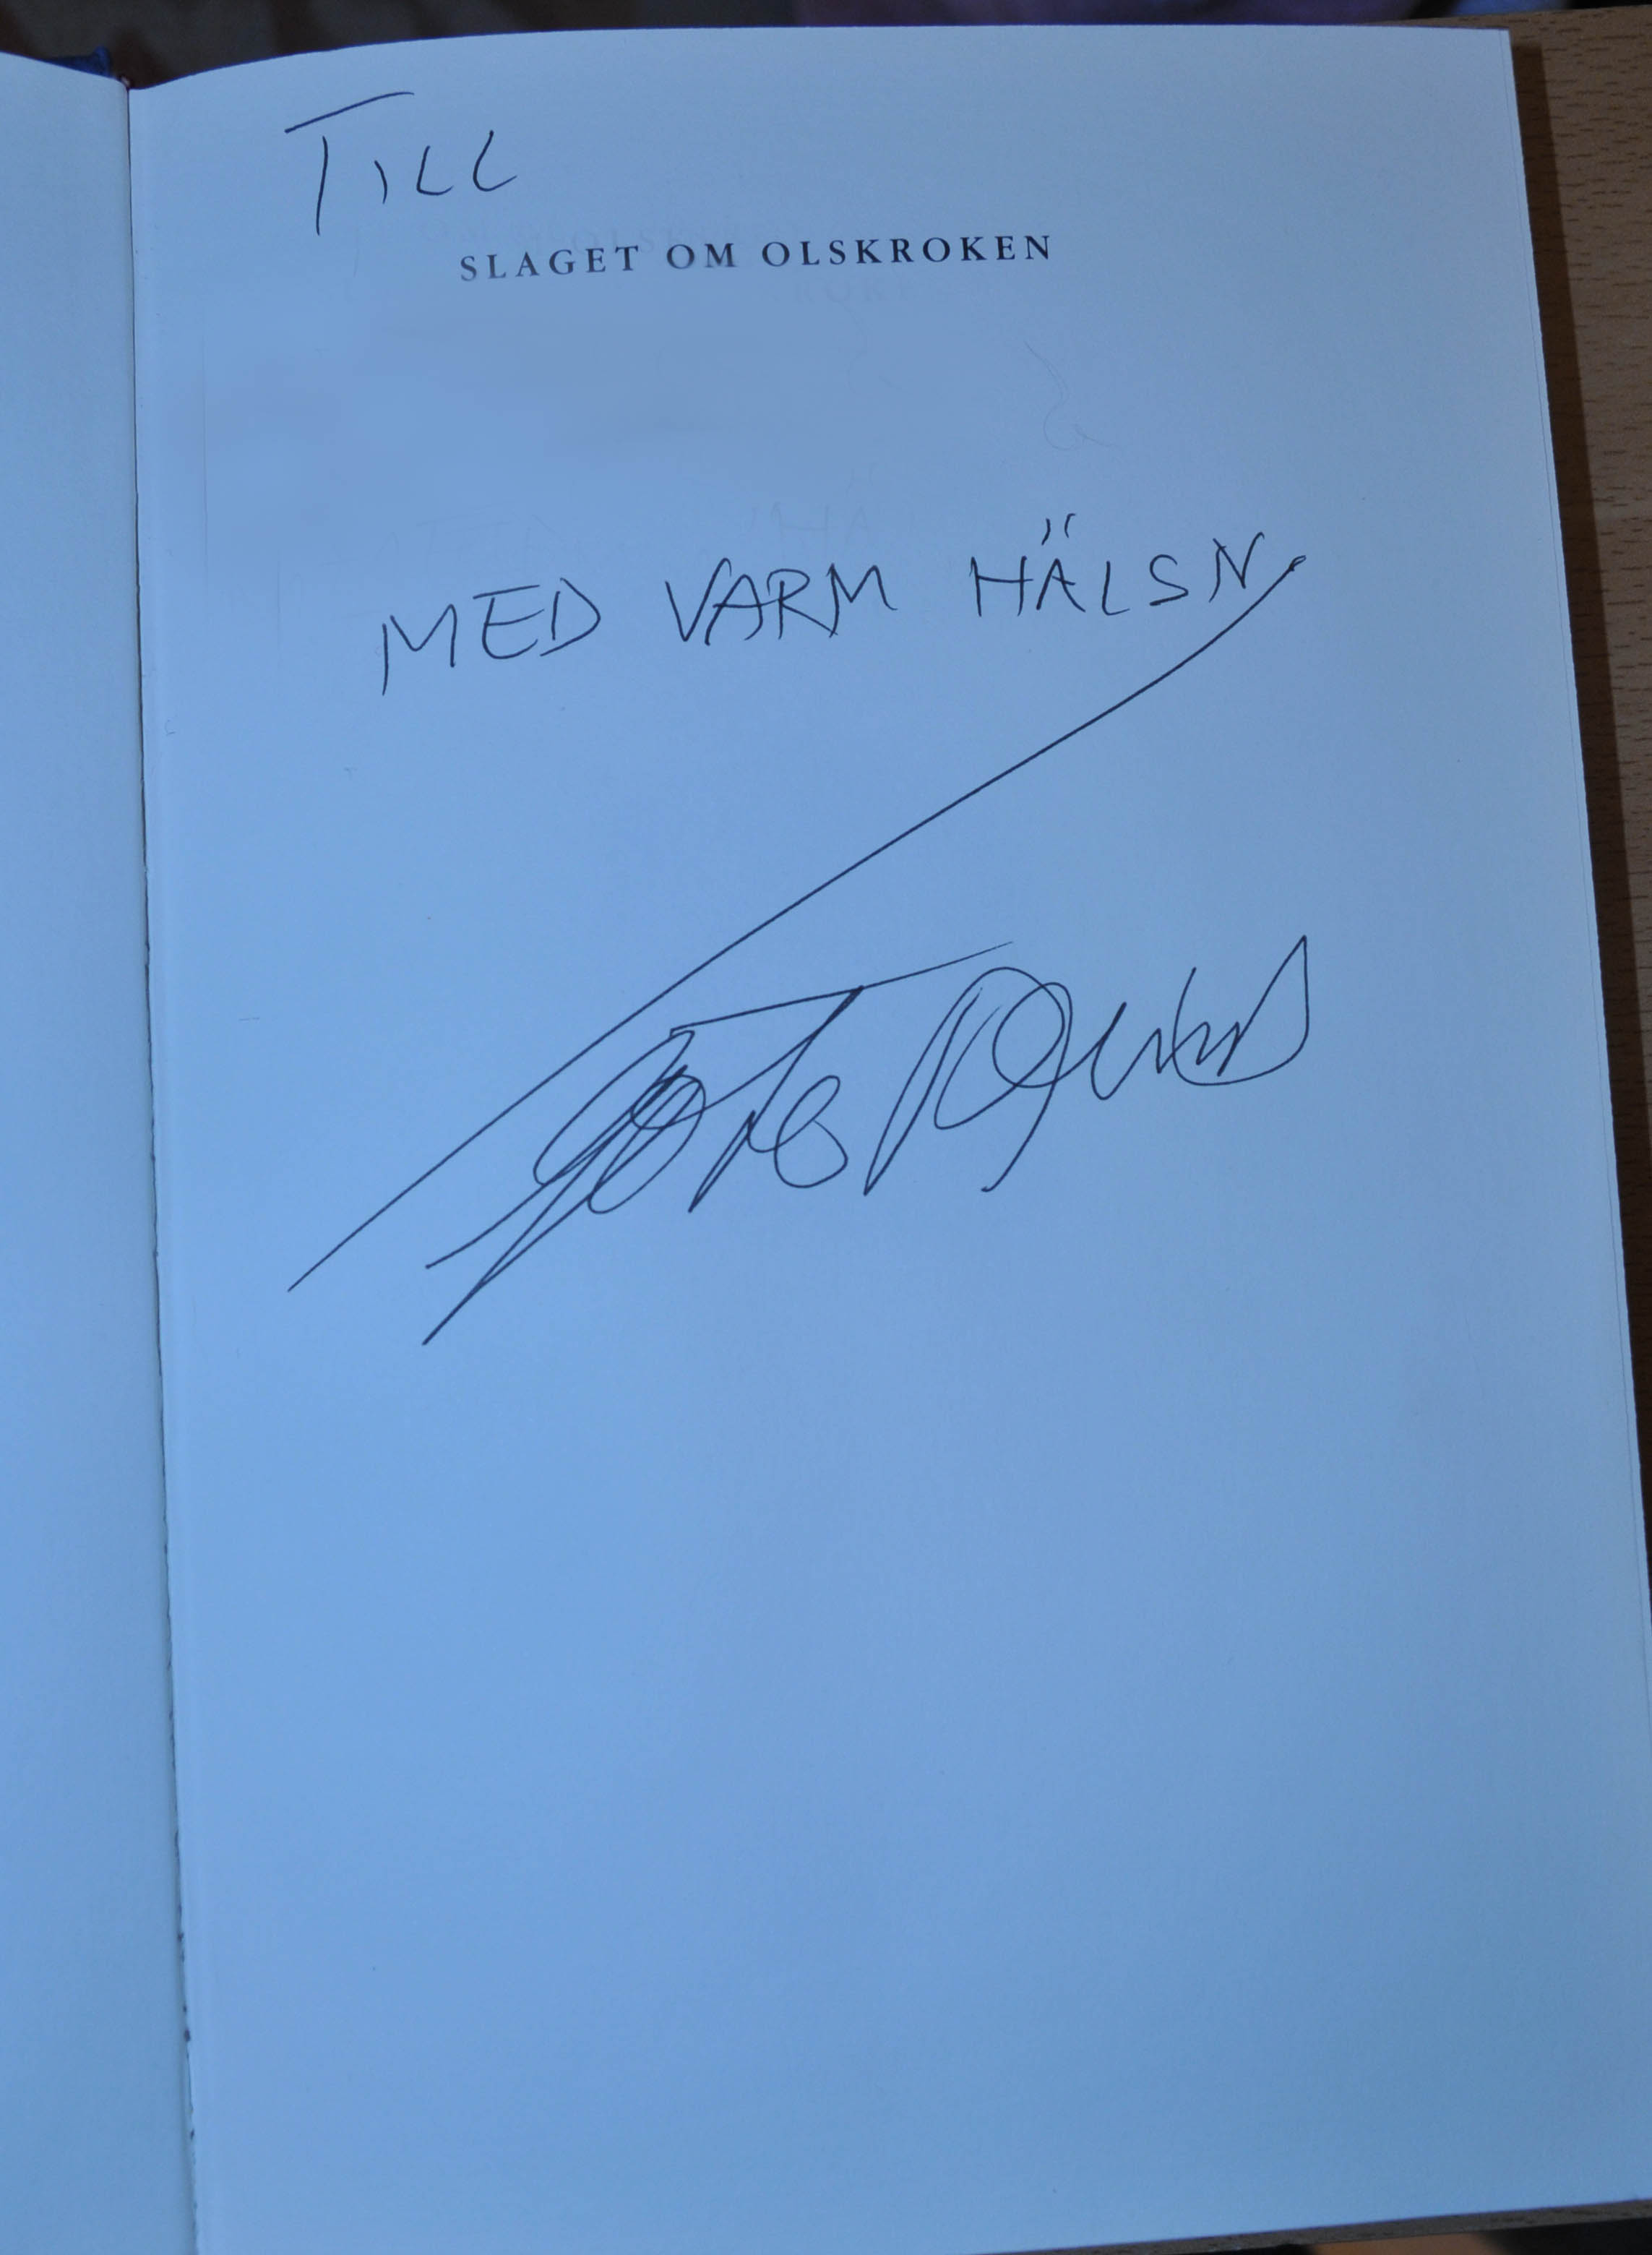 TILL
SLAGET OM OLSKROKEN
MED VARM HÄLSN.